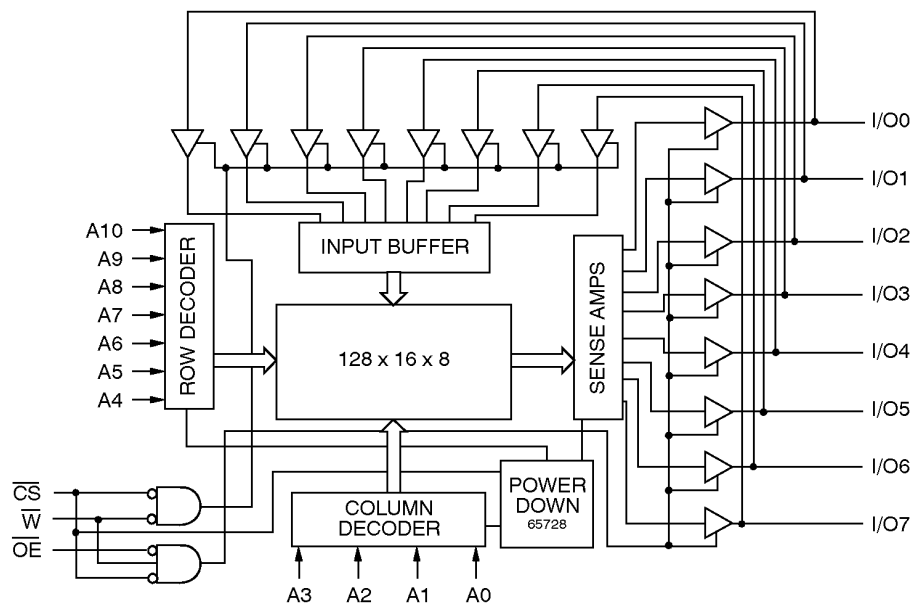 I/O0
I/O1
A10
INPUT BUFFER
I/O2
A9
A8
ROW DECODER
SENSE AMPS
I/O3
A7
A6
128 x 16 x 8
I/O4
A5
A4
I/O5
I/O6
CS
POWER
DOWN
65728
COLUMN
DECODER
W
I/O7
OE
A3
A2
A1
A0